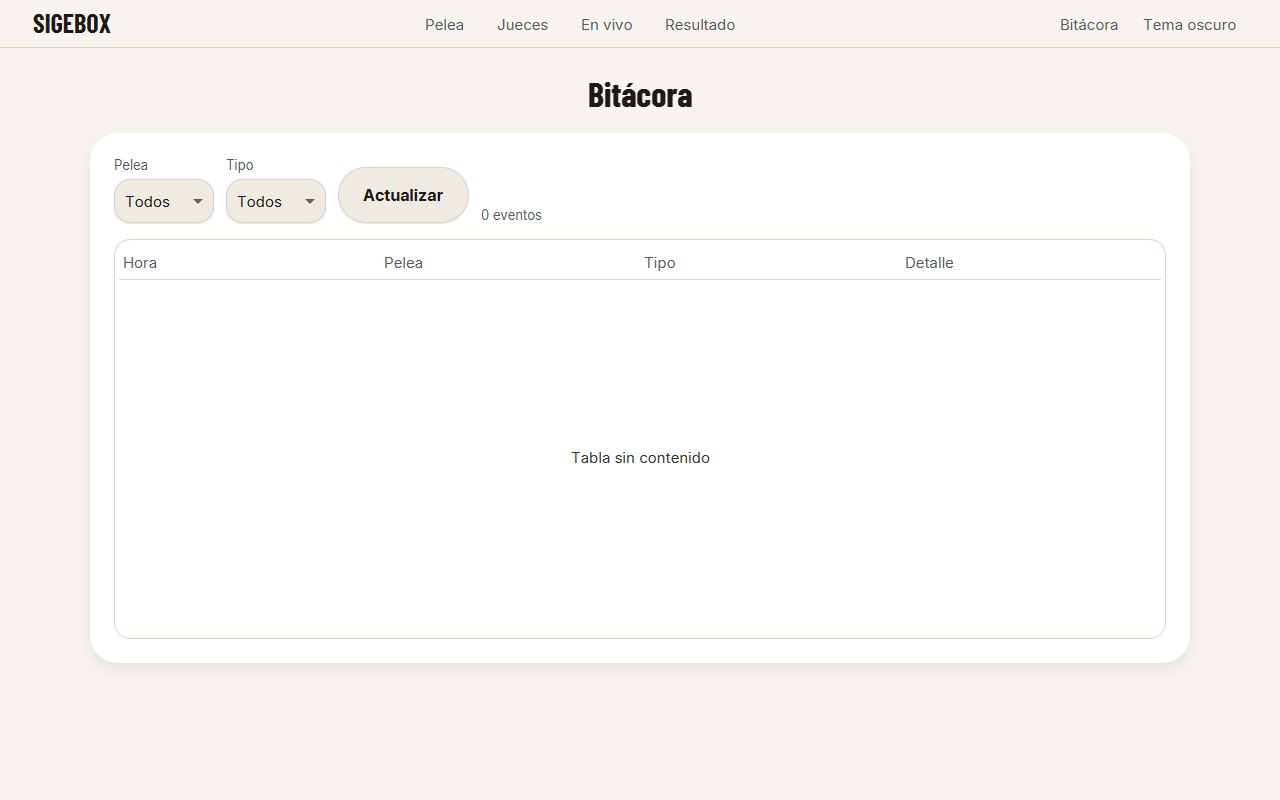 SIGEBOX Pelea Jueces En vivo Resultado Bitácora Tema oscuro
Bitácora
Pelea Tipo
Todos Todos Actualizar 0 eventos
Hora Pelea Tipo Detalle
Tabla sin contenido